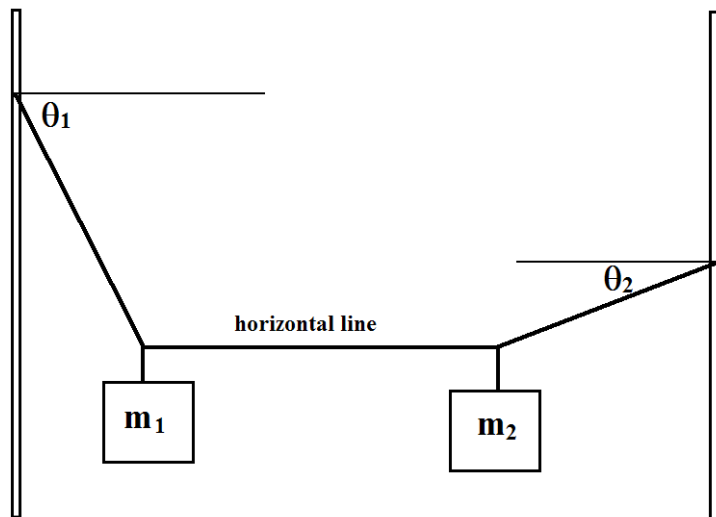 θ₁
θ₂
horizontal line
m₁
m₂